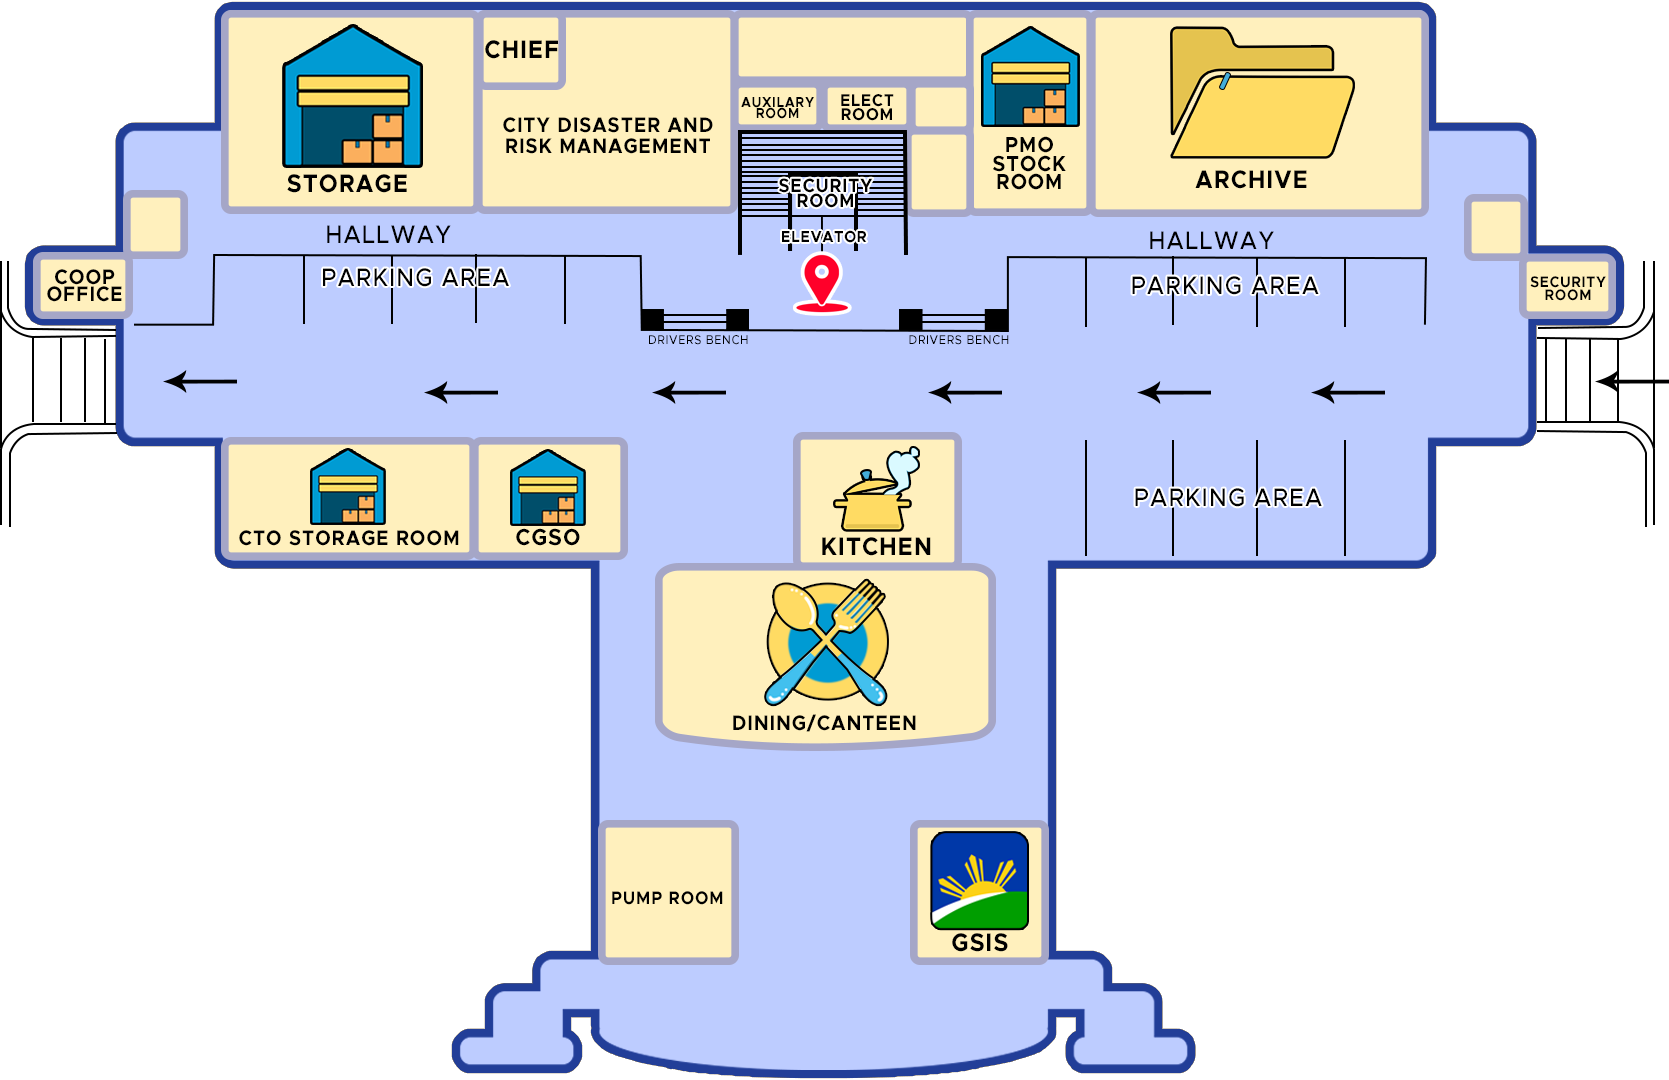 STORAGE
CHIEF
CITY DISASTER AND
RISK MANAGEMENT
AUXILARY
ROOM
ELECT
ROOM
SECURITY
ROOM
ELEVATOR
PMO
STOCK
ROOM
ARCHIVE
HALLWAY
HALLWAY
COOP
OFFICE
PARKING AREA
PARKING AREA
SECURITY
ROOM
DRIVERS BENCH
DRIVERS BENCH
CTO STORAGE ROOM
CGSO
KITCHEN
PARKING AREA
DINING/CANTEEN
PUMP ROOM
GSIS